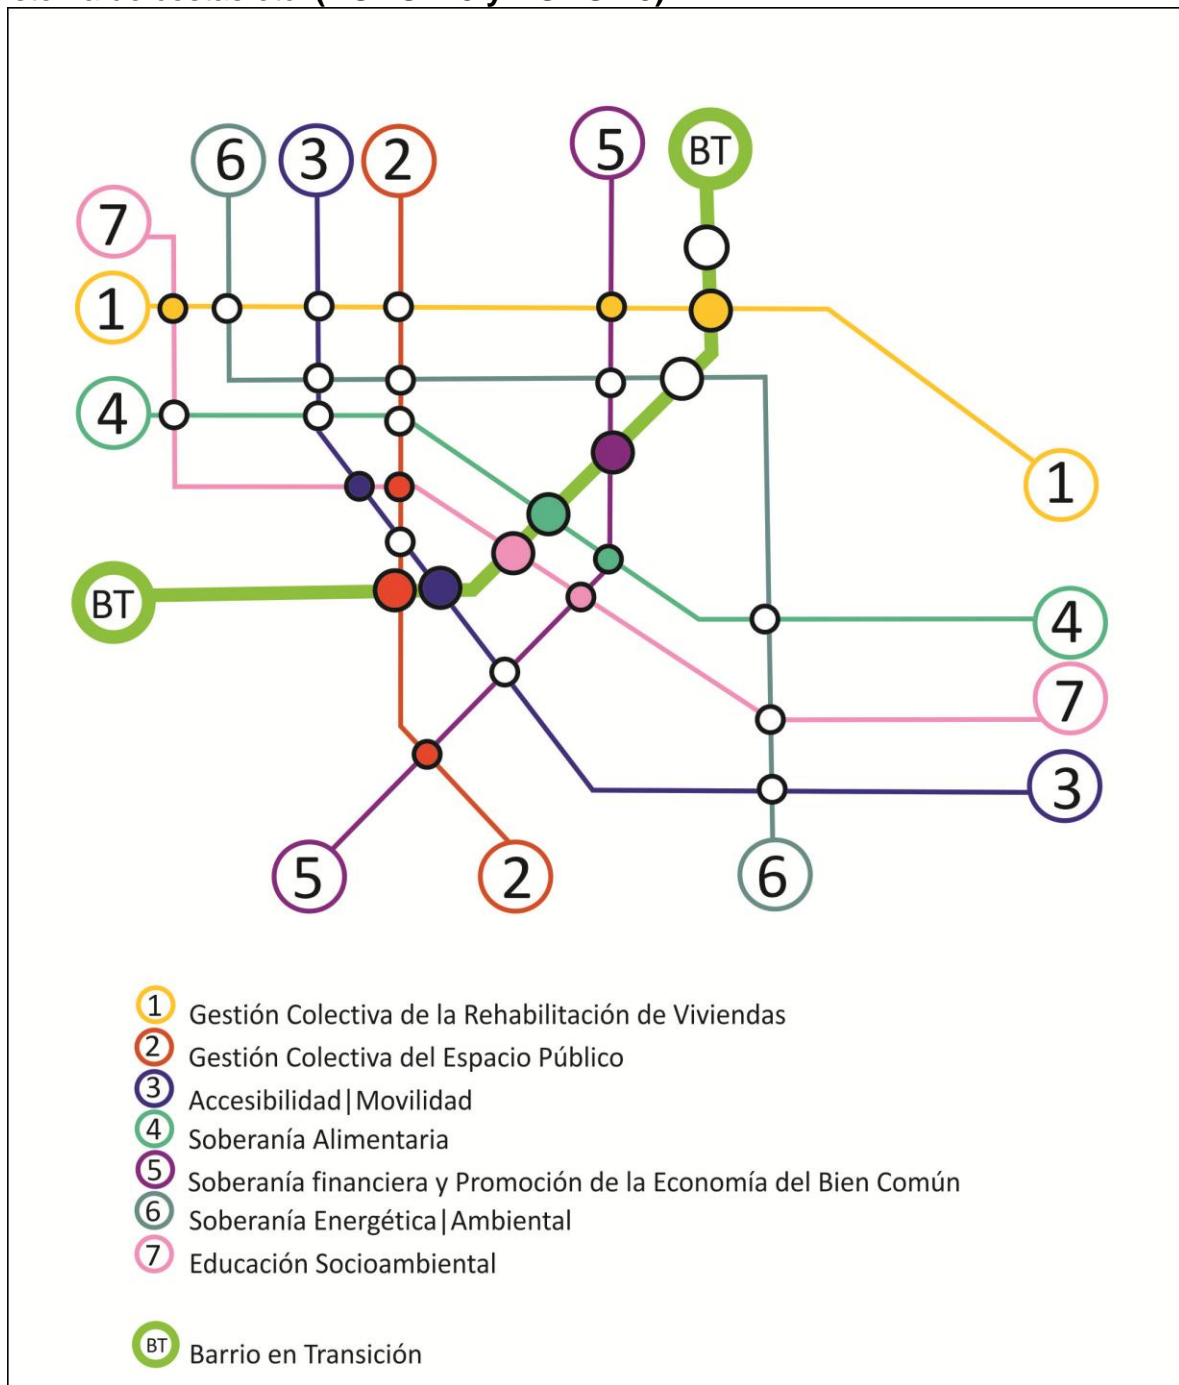 5 BT
6 3 2
7
1
4
1
BT
4
7
3
5 2 6
1 Gestión Colectiva de la Rehabilitación de Viviendas
2 Gestión Colectiva del Espacio Público
3 Accesibilidad|Movilidad
4 Soberanía Alimentaria
5 Soberanía financiera y Promoción de la Economía del Bien Común
6 Soberanía Energética|Ambiental
7 Educación Socioambiental
BT Barrio en Transición